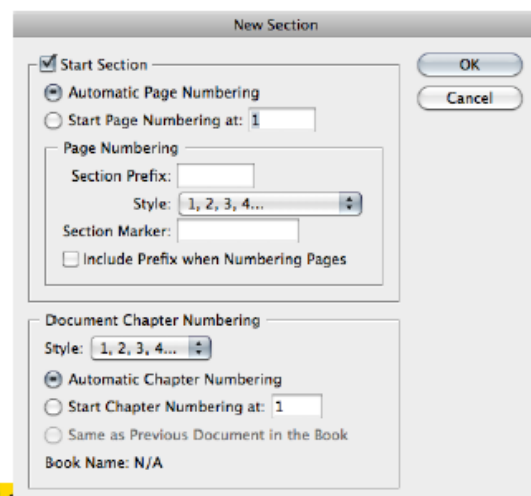 New Section
Start Section
OK
Automatic Page Numbering
Cancel
Start Page Numbering at: 1
Page Numbering
Section Prefix:
Style: 1, 2, 3, 4...
Section Marker:
Include Prefix when Numbering Pages
Document Chapter Numbering
Style: 1, 2, 3, 4...
Automatic Chapter Numbering
Start Chapter Numbering at: 1
Same as Previous Document in the Book
Book Name: N/A